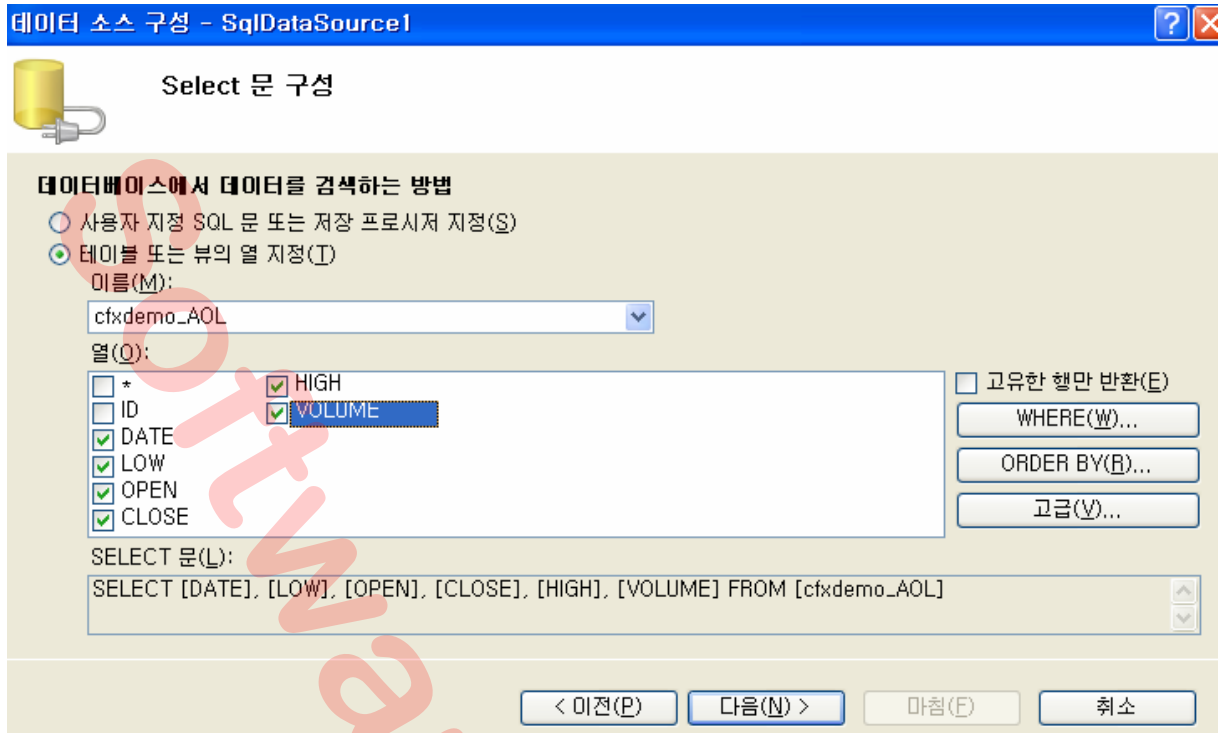 데이터 소스 구성 - SqlDataSource1
Select 문 구성
데이터베이스에서 데이터를 검색하는 방법
사용자 지정 SQL 문 또는 저장 프로시저 지정(S)
테이블 또는 뷰의 열 지정(T)
이름(M):
cfxdemo_AOL
열(O):
*
ID
DATE
LOW
OPEN
CLOSE
HIGH
VOLUME
고유한 행만 반환(E)
WHERE(W)...
ORDER BY(R)...
고급(V)...
SELECT 문(L):
SELECT [DATE], [LOW], [OPEN], [CLOSE], [HIGH], [VOLUME] FROM [cfxdemo_AOL]
< 이전(P) 다음(N) > 마침(F) 취소
Softwa